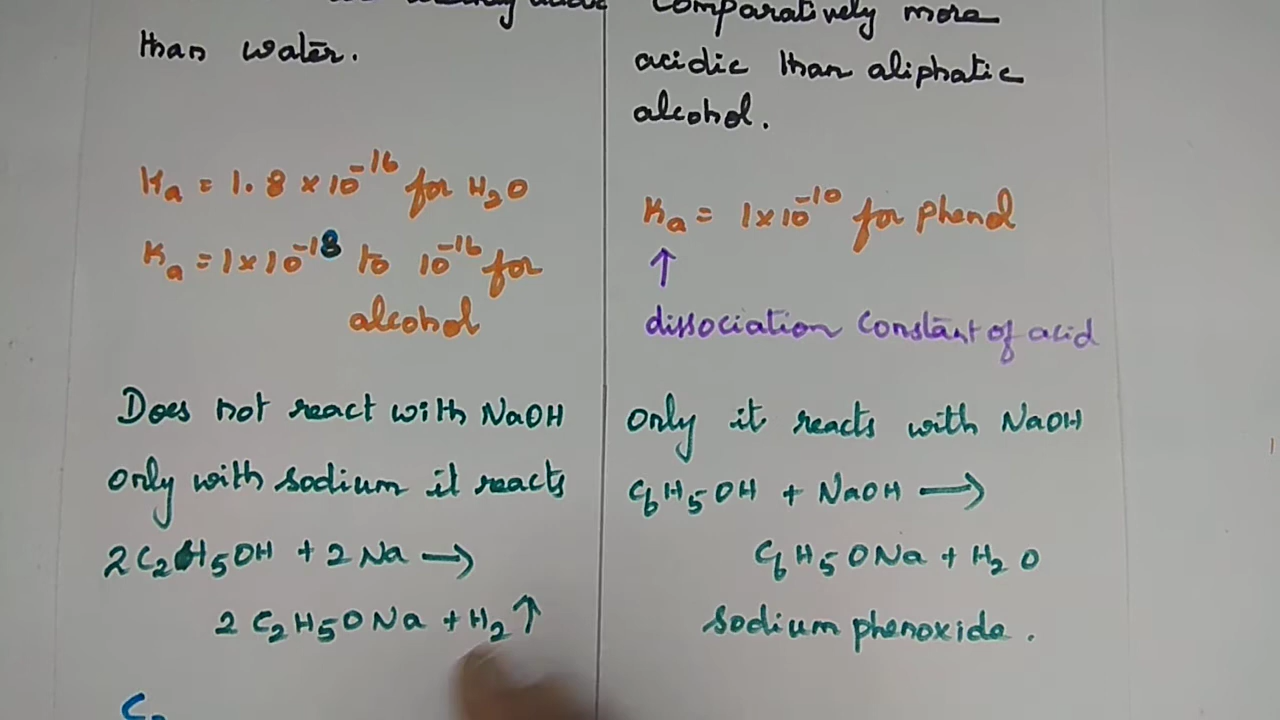 than water.
Ka = 1.8 × 10⁻¹⁶ for H₂O
Ka = 1 × 10⁻¹⁸ to 10⁻¹⁶ for
alcohol
Does not react with NaOH
only with sodium it reacts
2C₂H₅OH + 2Na →
2C₂H₅ONa + H₂↑
Comparatively more
acidic than aliphatic
alcohol.
Ka = 1×10⁻¹⁰ for phenol
↑
dissociation constant of acid
only it reacts with NaOH
C₆H₅OH + NaOH →
C₆H₅ONa + H₂O
sodium phenoxide.